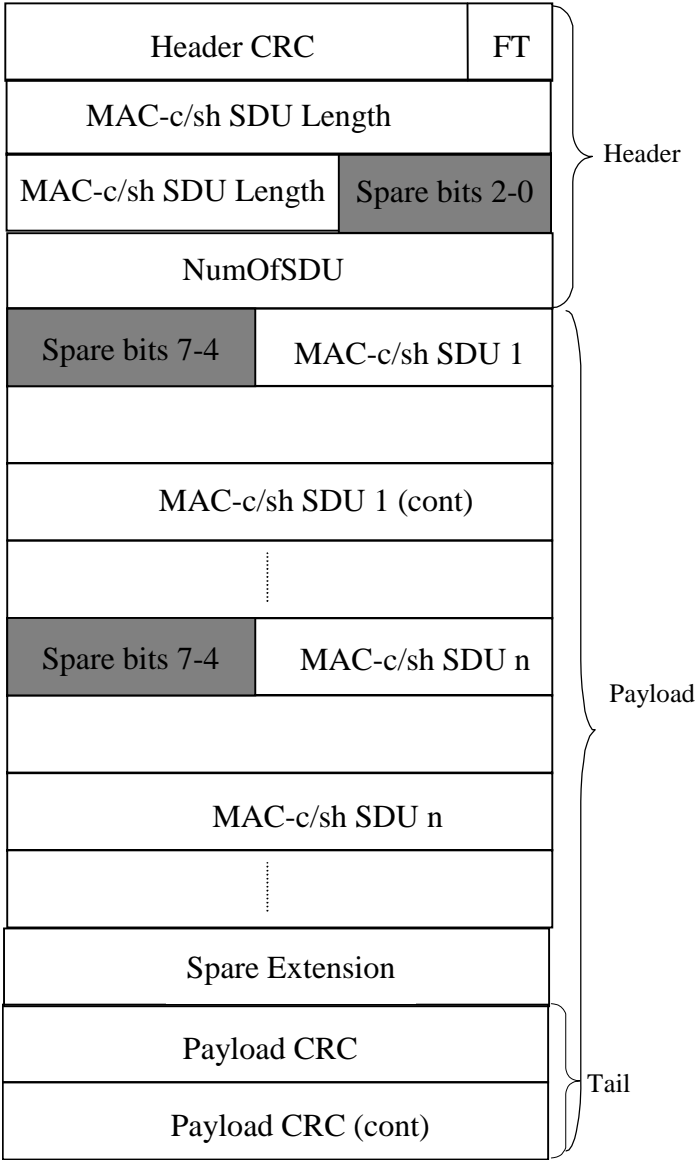 Header CRC FT
MAC-c/sh SDU Length
Header
MAC-c/sh SDU Length Spare bits 2-0
NumOfSDU
Spare bits 7-4 MAC-c/sh SDU 1
MAC-c/sh SDU 1 (cont)
Spare bits 7-4 MAC-c/sh SDU n
Payload
MAC-c/sh SDU n
Spare Extension
Payload CRC
Tail
Payload CRC (cont)